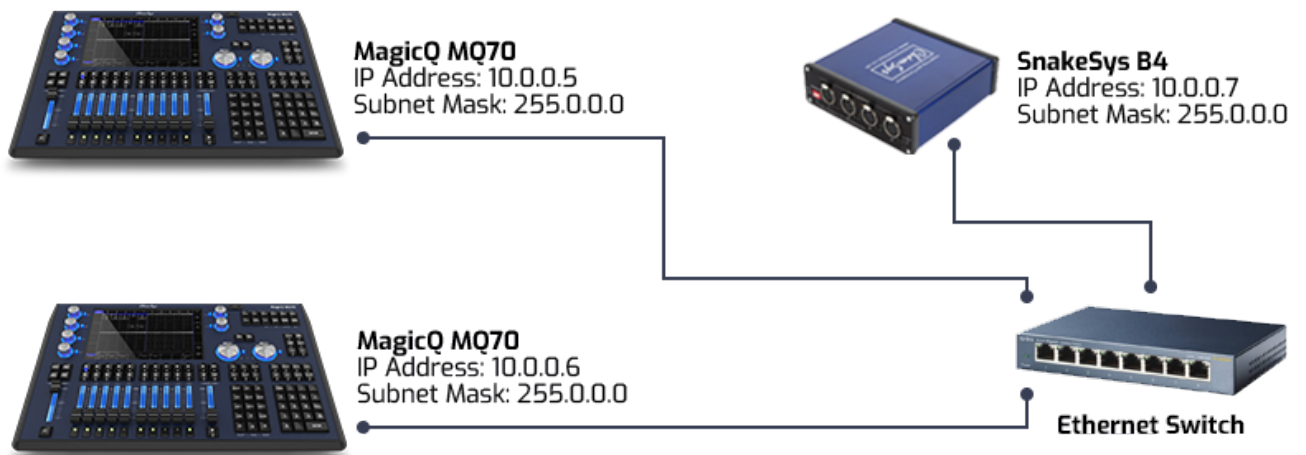 MagicQ MQ70
IP Address: 10.0.0.5
Subnet Mask: 255.0.0.0
SnakeSys B4
IP Address: 10.0.0.7
Subnet Mask: 255.0.0.0
MagicQ MQ70
IP Address: 10.0.0.6
Subnet Mask: 255.0.0.0
Ethernet Switch